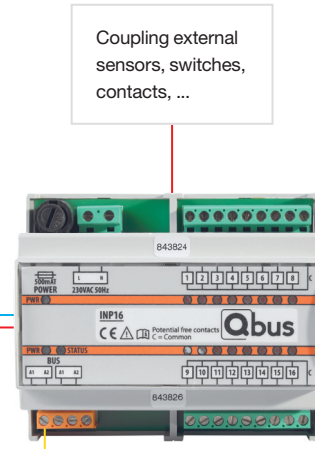 Coupling external
sensors, switches,
contacts, ...
843824
500mAT
POWER
L N
230VAC 50Hz
1 2 3 4 5 6 7 8 C
PWR
INP16
CE Potential free contacts
C = Common
Qbus
PWR STATUS
BUS
A1 A2 A1 A2
9 10 11 12 13 14 15 16 C
843826